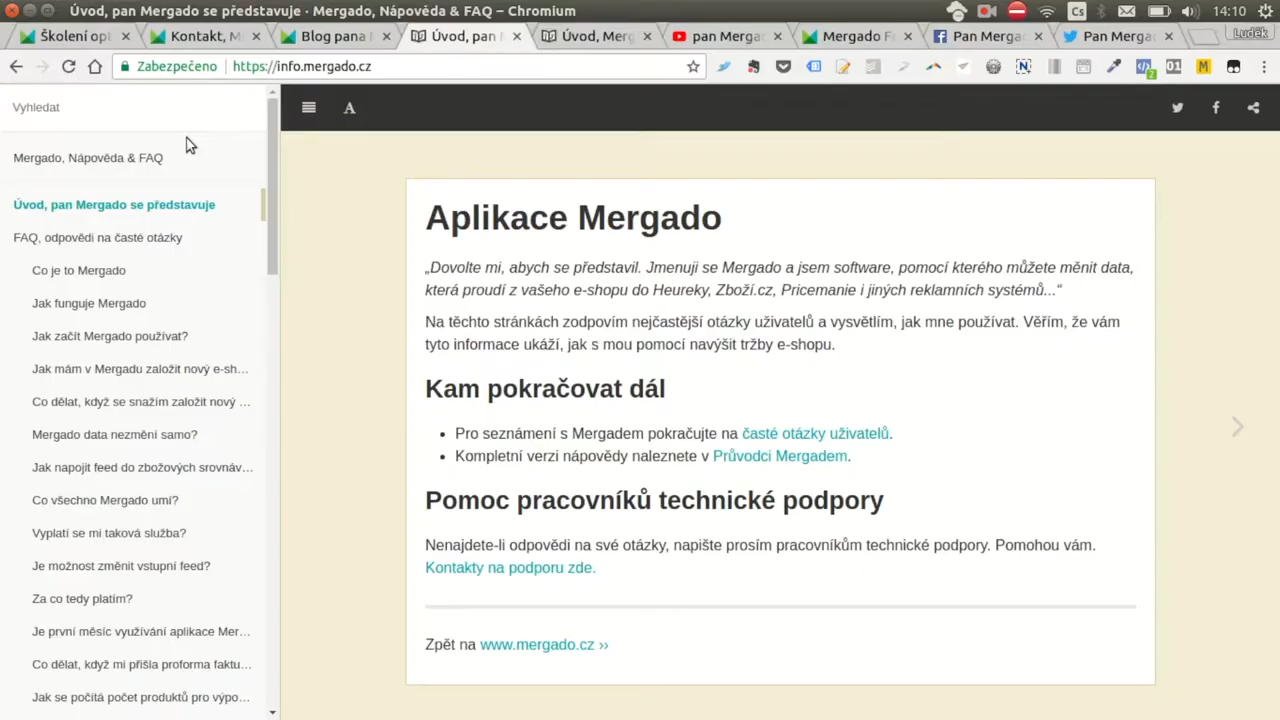 Úvod, pan Mergado se představuje · Mergado, Nápověda & FAQ – Chromium
Cs
14:10
Školení opt
Kontakt, M
Blog pana
Úvod, pan
Úvod, Merg
pan Merga
Mergado F
Pan Merga
Pan Merga
Luděk
Zabezpečeno
https://info.mergado.cz
2
01
Vyhledat
Mergado, Nápověda & FAQ
Úvod, pan Mergado se představuje
FAQ, odpovědi na časté otázky
Co je to Mergado
Jak funguje Mergado
Jak začít Mergado používat?
Jak mám v Mergadu založit nový e-sh...
Co dělat, když se snažím založit nový ...
Mergado data nezmění samo?
Jak napojit feed do zbožových srovnáv...
Co všechno Mergado umí?
Vyplatí se mi taková služba?
Je možnost změnit vstupní feed?
Za co tedy platím?
Je první měsíc využívání aplikace Mer...
Co dělat, když mi přišla proforma faktu...
Jak se počítá počet produktů pro výpo...
A
Aplikace Mergado
„Dovolte mi, abych se představil. Jmenuji se Mergado a jsem software, pomocí kterého můžete měnit data,
která proudí z vašeho e-shopu do Heureky, Zboží.cz, Pricemanie i jiných reklamních systémů...“
Na těchto stránkách zodpovím nejčastější otázky uživatelů a vysvětlím, jak mne používat. Věřím, že vám
tyto informace ukáží, jak s mou pomocí navýšit tržby e-shopu.
Kam pokračovat dál
• Pro seznámení s Mergadem pokračujte na časté otázky uživatelů.
• Kompletní verzi nápovědy naleznete v Průvodci Mergadem.
Pomoc pracovníků technické podpory
Nenajdete-li odpovědi na své otázky, napište prosím pracovníkům technické podpory. Pomohou vám.
Kontakty na podporu zde.
Zpět na www.mergado.cz ››